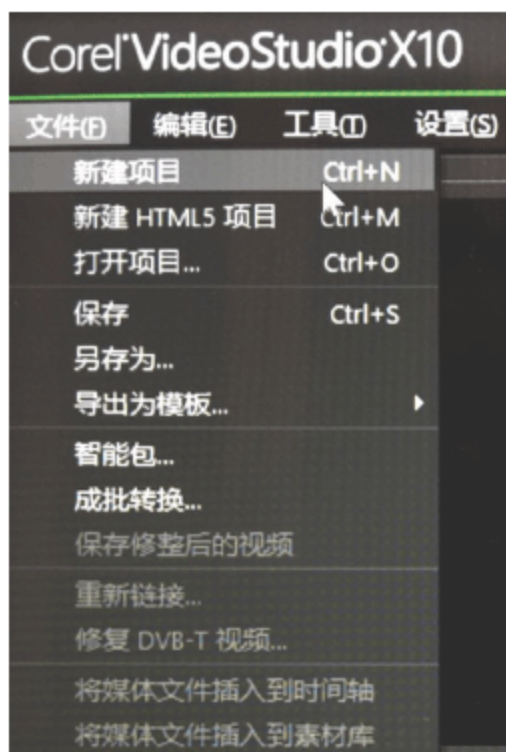 Corel VideoStudio X10
文件(F) 编辑(E) 工具(T) 设置(S)
新建项目 Ctrl+N
新建 HTML5 项目 Ctrl+M
打开项目... Ctrl+O
保存 Ctrl+S
另存为...
导出为模板...
智能包...
成批转换...
保存修整后的视频
重新链接...
修复 DVB-T 视频...
将媒体文件插入到时间轴
将媒体文件插入到素材库